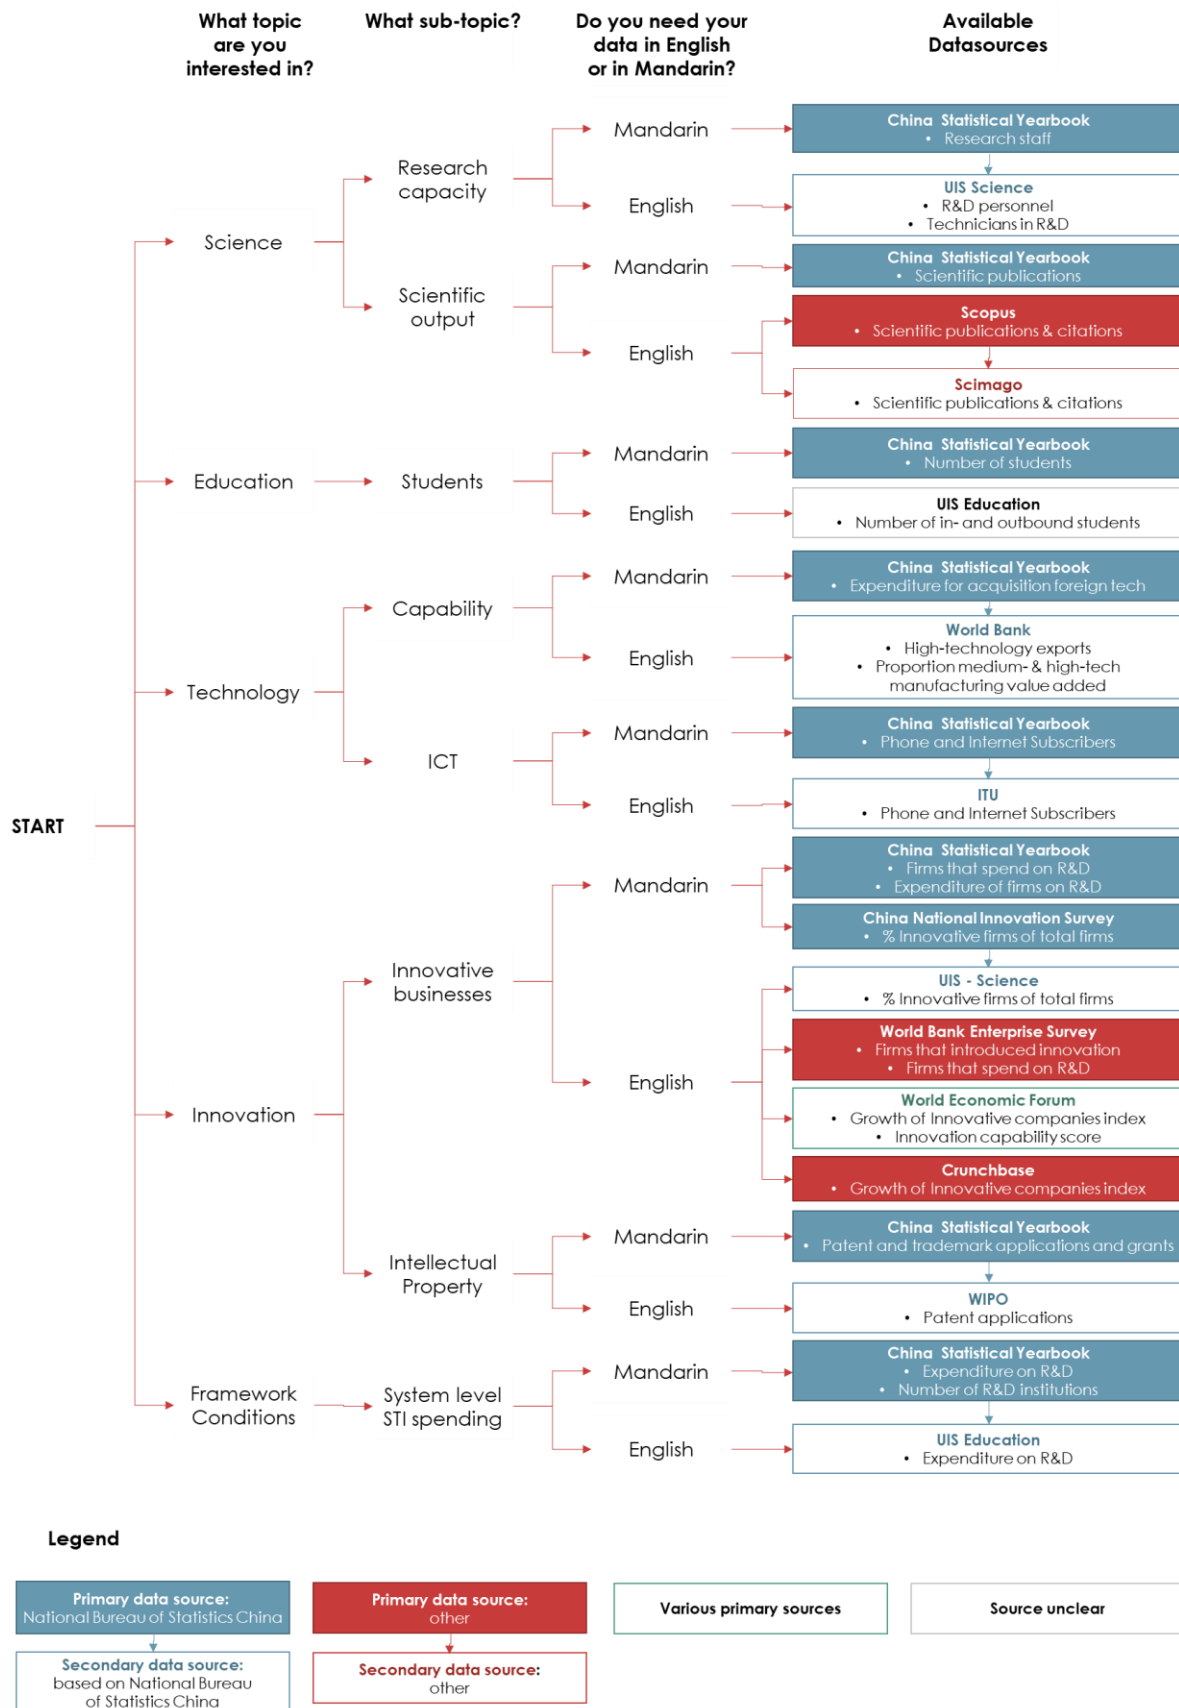 What topic
are you
interested in?
What sub-topic?
Do you need your
data in English
or in Mandarin?
Available
Datasources
START
Science
Research
capacity
Mandarin
China Statistical Yearbook
• Research staff
English
UIS Science
• R&D personnel
• Technicians in R&D
Scientific
output
Mandarin
China Statistical Yearbook
• Scientific publications
English
Scopus
• Scientific publications & citations
Scimago
• Scientific publications & citations
Education
Students
Mandarin
China Statistical Yearbook
• Number of students
English
UIS Education
• Number of in- and outbound students
Technology
Capability
Mandarin
China Statistical Yearbook
• Expenditure for acquisition foreign tech
English
World Bank
• High-technology exports
• Proportion medium- & high-tech
manufacturing value added
ICT
Mandarin
China Statistical Yearbook
• Phone and Internet Subscribers
English
ITU
• Phone and Internet Subscribers
Innovation
Innovative
businesses
Mandarin
China Statistical Yearbook
• Firms that spend on R&D
• Expenditure of firms on R&D
China National Innovation Survey
• % Innovative firms of total firms
English
UIS - Science
• % Innovative firms of total firms
World Bank Enterprise Survey
• Firms that introduced innovation
• Firms that spend on R&D
World Economic Forum
• Growth of Innovative companies index
• Innovation capability score
Crunchbase
• Growth of Innovative companies index
Intellectual
Property
Mandarin
China Statistical Yearbook
• Patent and trademark applications and grants
English
WIPO
• Patent applications
Framework
Conditions
System level
STI spending
Mandarin
China Statistical Yearbook
• Expenditure on R&D
• Number of R&D institutions
English
UIS Education
• Expenditure on R&D
Legend
Primary data source:
National Bureau of Statistics China
Secondary data source:
based on National Bureau
of Statistics China
Primary data source:
other
Secondary data source:
other
Various primary sources
Source unclear